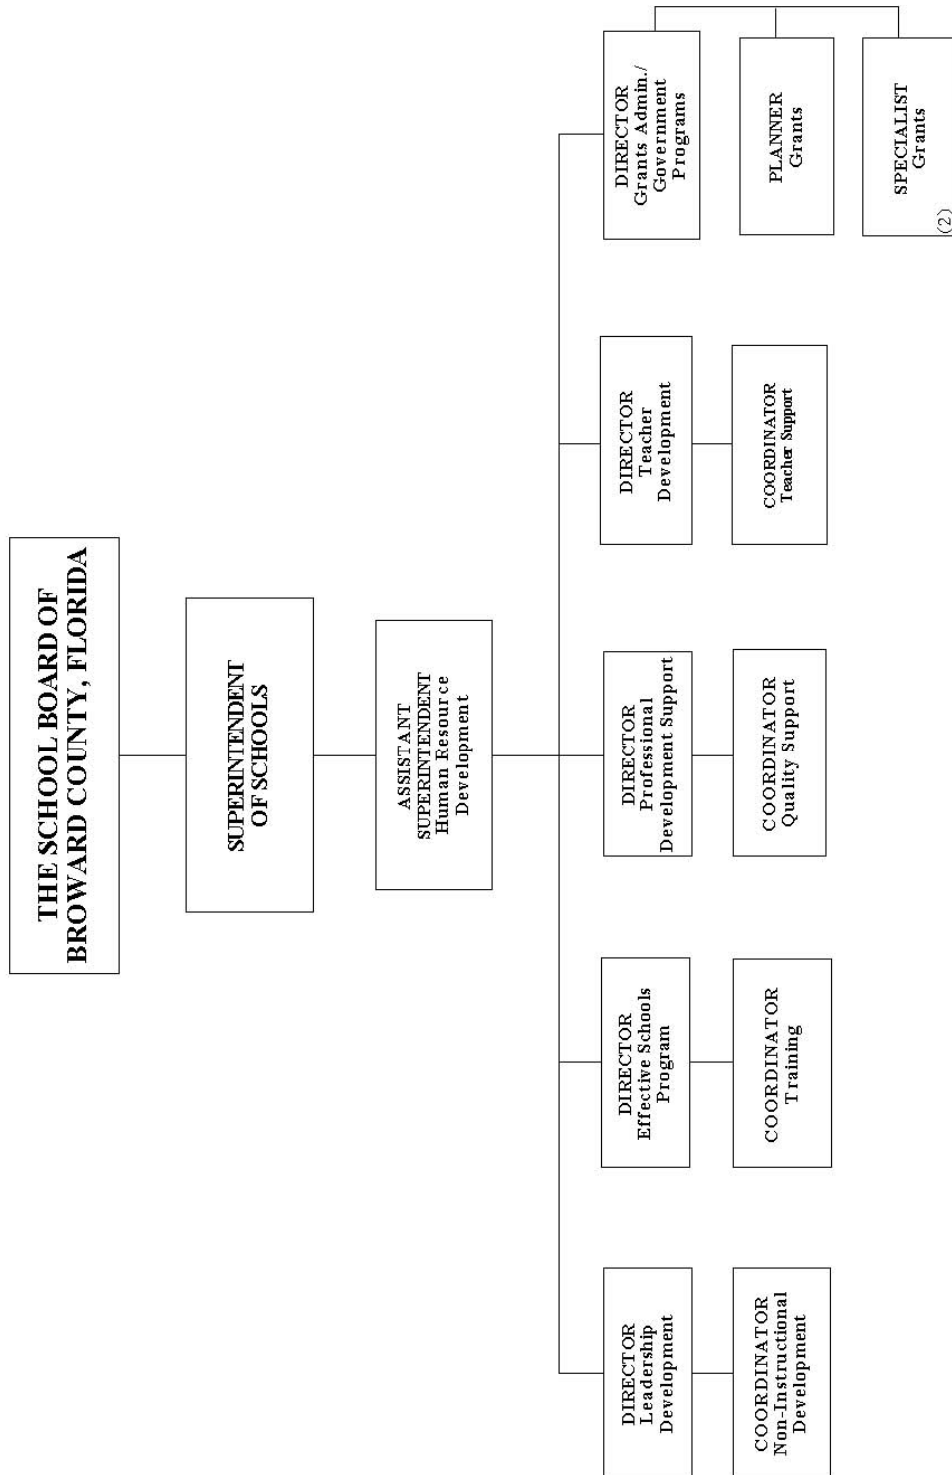 THE SCHOOL BOARD OF
BROWARD COUNTY, FLORIDA
SUPERINTENDENT
OF SCHOOLS
ASSISTANT
SUPERINTENDENT
Human Resource
Development
DIRECTOR
Leadership
Development
DIRECTOR
Effective Schools
Program
DIRECTOR
Professional
Development Support
DIRECTOR
Teacher
Development
DIRECTOR
Grants Admin./
Government
Programs
COORDINATOR
Non-Instructional
Development
COORDINATOR
Training
COORDINATOR
Quality Support
COORDINATOR
Teacher Support
PLANNER
Grants
SPECIALIST
Grants
(2)